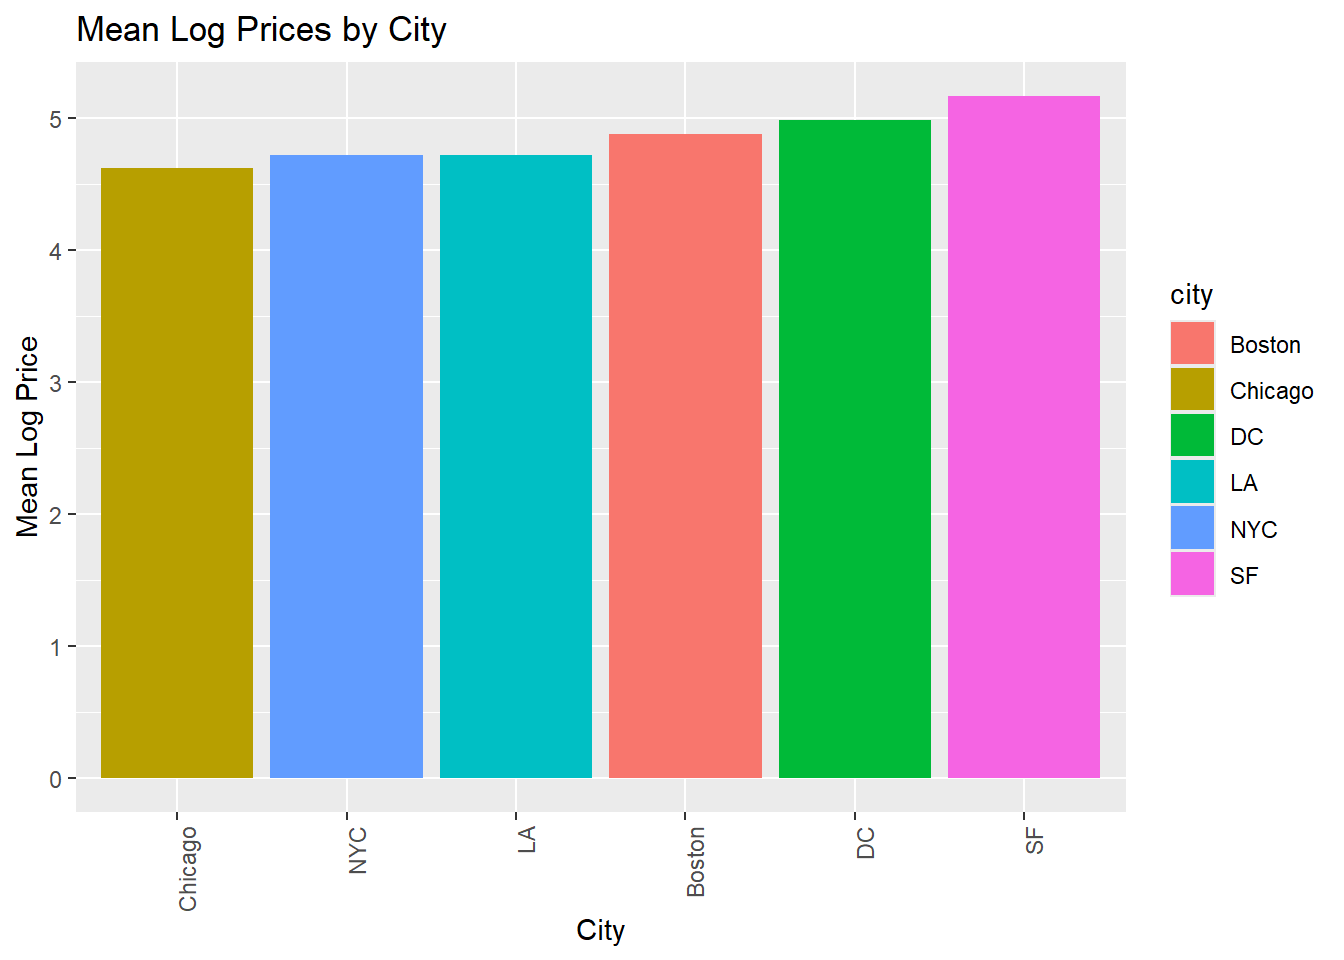 Mean Log Prices by City
Mean Log Price
5
4
3
2
1
0
Chicago
NYC
LA
Boston
DC
SF
City
city
Boston
Chicago
DC
LA
NYC
SF